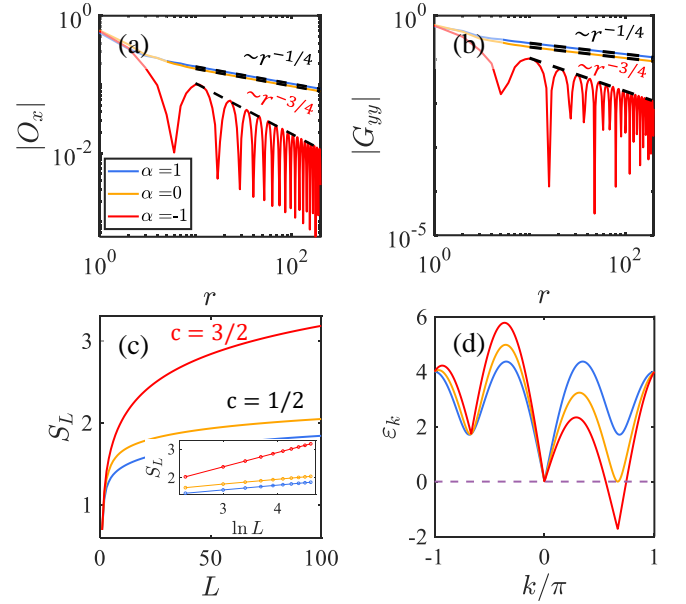 (a)
~r^{-1/4}
~r^{-3/4}
|O_x|
10^0
10^{-2}
α =1
α =0
α =-1
10^0
10^2
r
(b)
~r^{-1/4}
~r^{-3/4}
|G_{yy}|
10^0
10^{-5}
10^0
10^2
r
(c)
c = 3/2
c = 1/2
S_L
3
2
1
S_L
3
2
3
4
ln L
0
50
100
L
(d)
ε_k
6
4
2
0
-2
-1
0
1
k/π